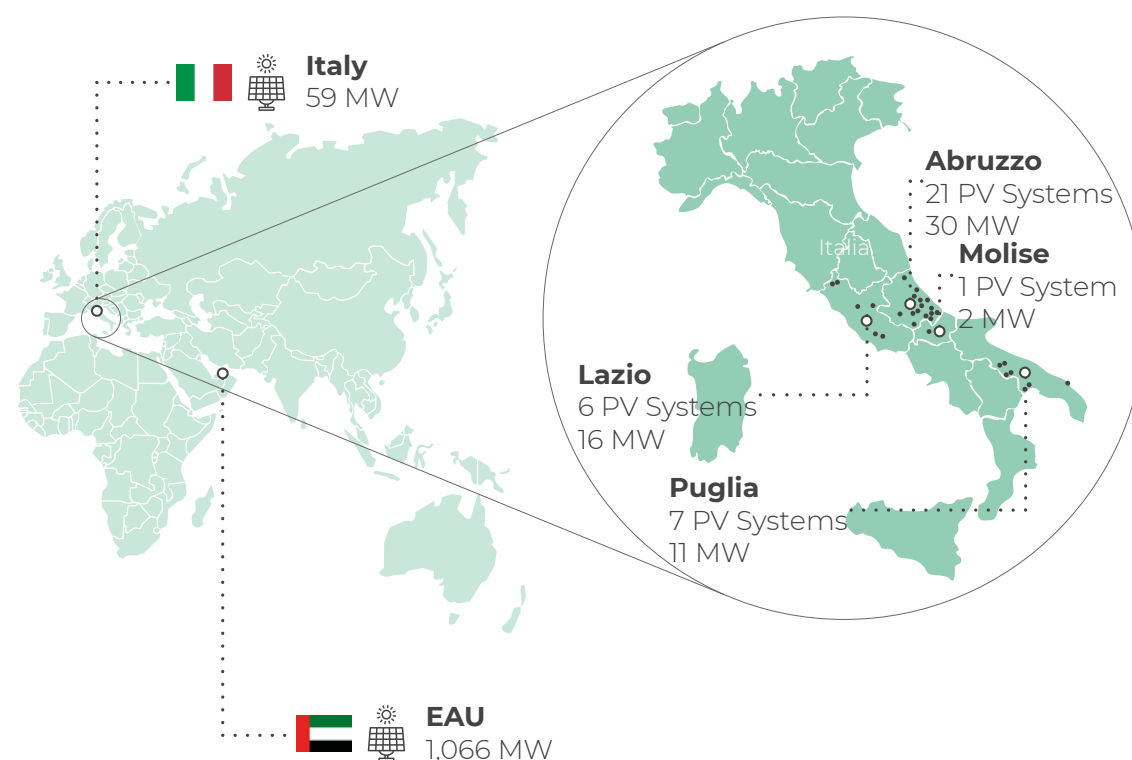 Italy
59 MW
Abruzzo
21 PV Systems
30 MW
Italia
Molise
1 PV System
2 MW
Lazio
6 PV Systems
16 MW
Puglia
7 PV Systems
11 MW
EAU
1,066 MW